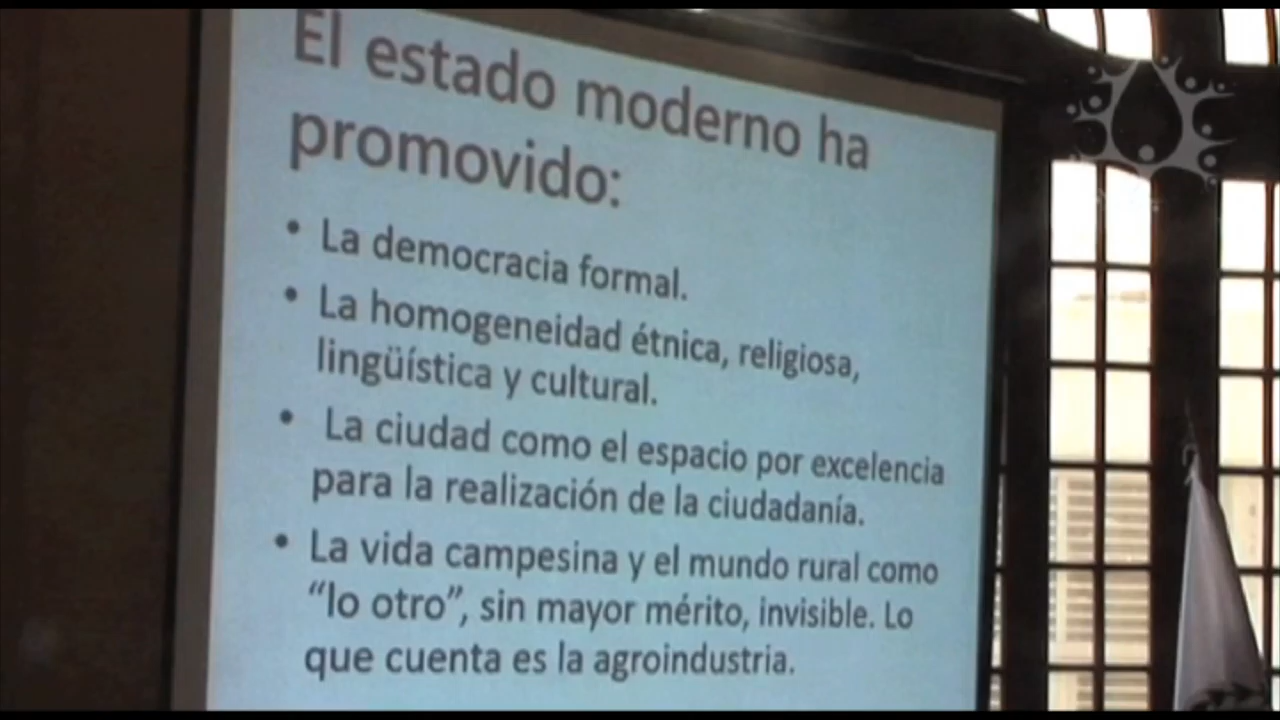 El estado moderno ha
promovido:
• La democracia formal.
• La homogeneidad étnica, religiosa,
lingüística y cultural.
• La ciudad como el espacio por excelencia
para la realización de la ciudadanía.
• La vida campesina y el mundo rural como
“lo otro”, sin mayor mérito, invisible. Lo
que cuenta es la agroindustria.